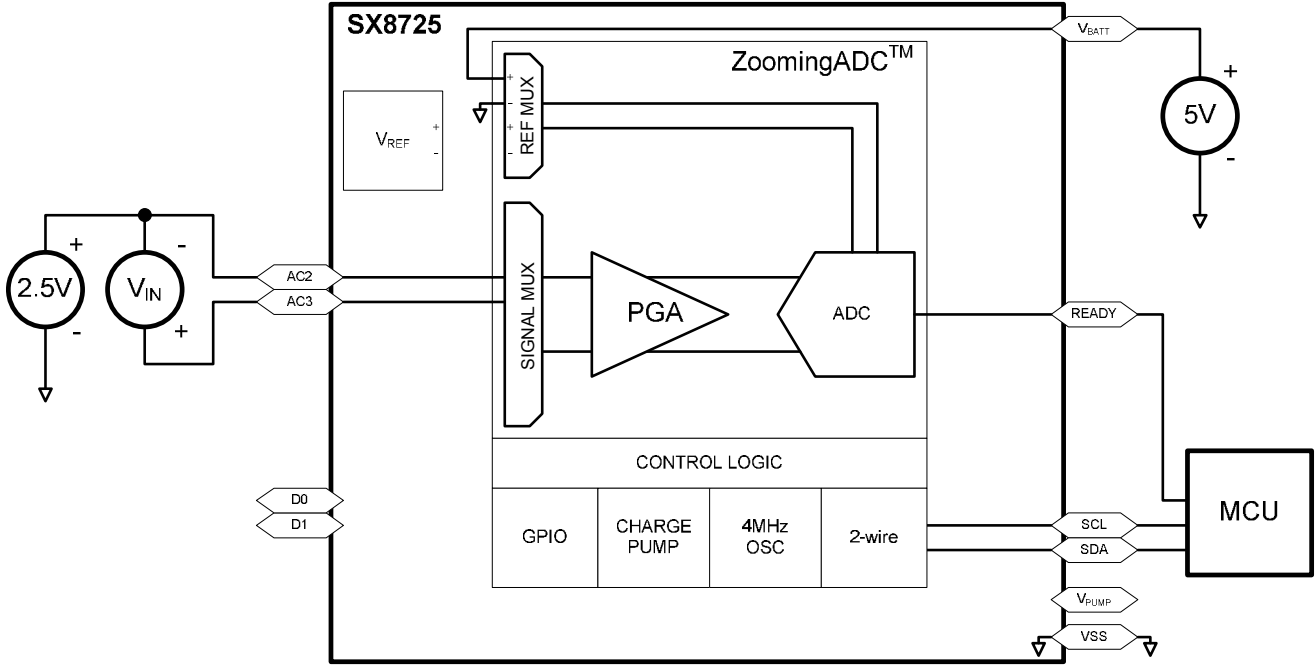 SX8725
ZoomingADC™
V_BATT
+
-
+
-
REF MUX
V_REF
+
-
5V
+
-
2.5V
+
-
V_IN
-
+
AC2
AC3
SIGNAL MUX
PGA
ADC
READY
CONTROL LOGIC
GPIO
CHARGE
PUMP
4MHz
OSC
2-wire
D0
D1
SCL
SDA
MCU
V_PUMP
VSS